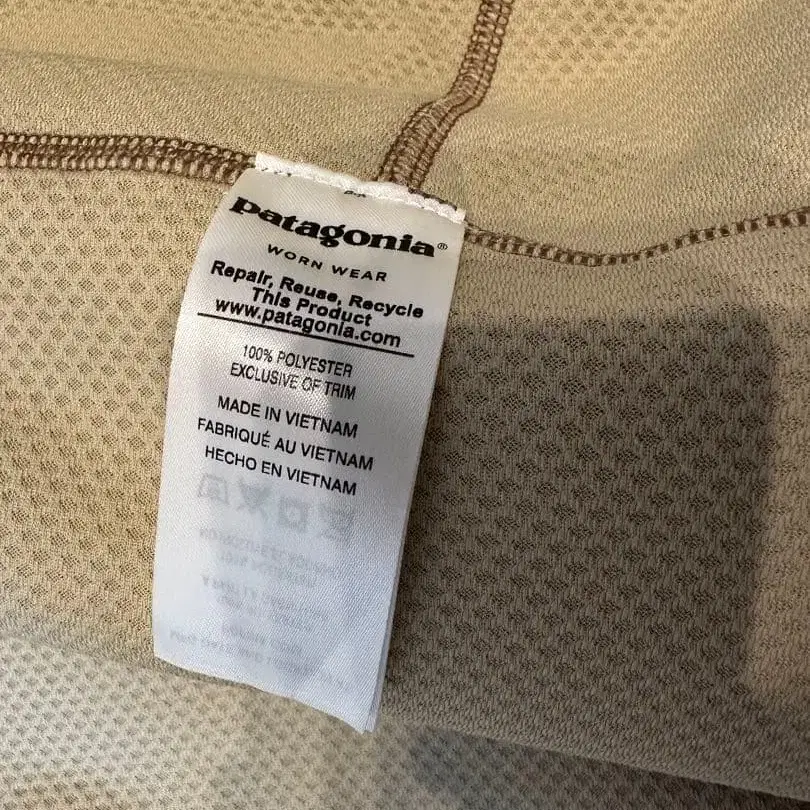 patagonia®
WORN WEAR
Repair, Reuse, Recycle
This Product
www.patagonia.com
100% POLYESTER
EXCLUSIVE OF TRIM
MADE IN VIETNAM
FABRIQUÉ AU VIETNAM
HECHO EN VIETNAM